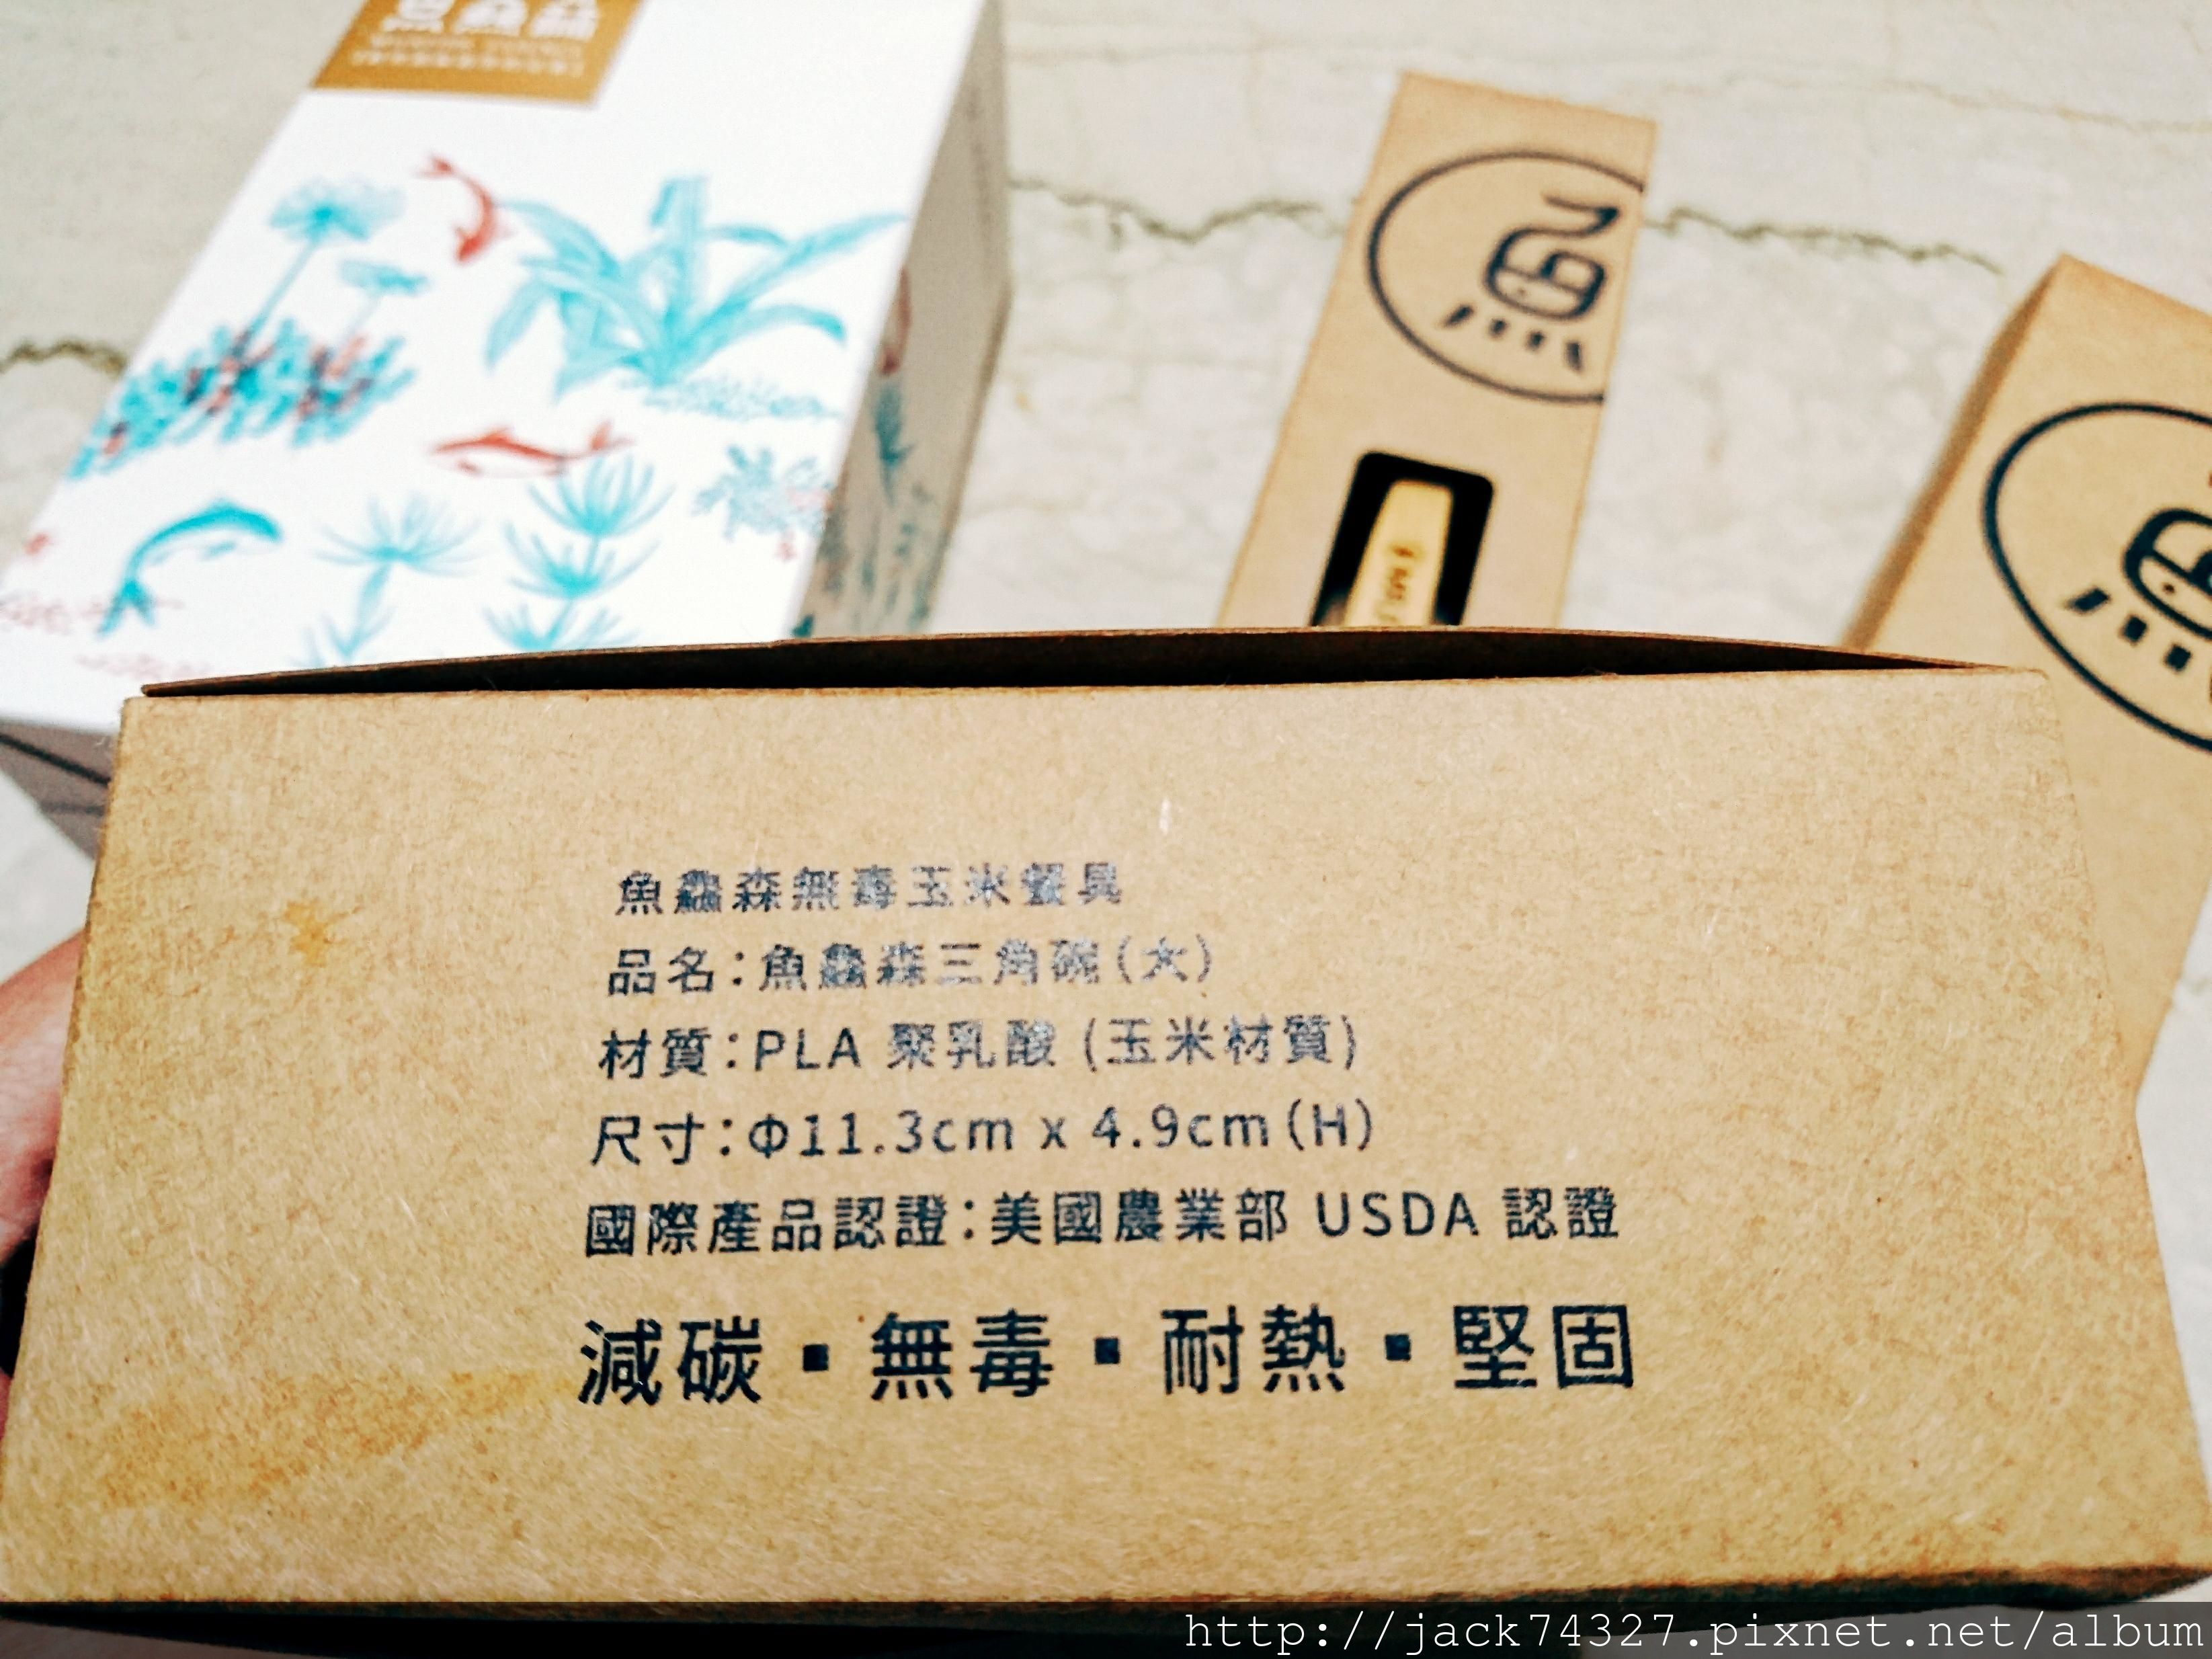 魚
魚鱻森無毒玉米餐具
品名:魚鱻森三角碗(大)
材質:PLA 聚乳酸 (玉米材質)
尺寸:Φ11.3cm x 4.9cm(H)
國際產品認證:美國農業部 USDA 認證
減碳▪無毒▪耐熱▪堅固
http://jack74327.pixnet.net/album